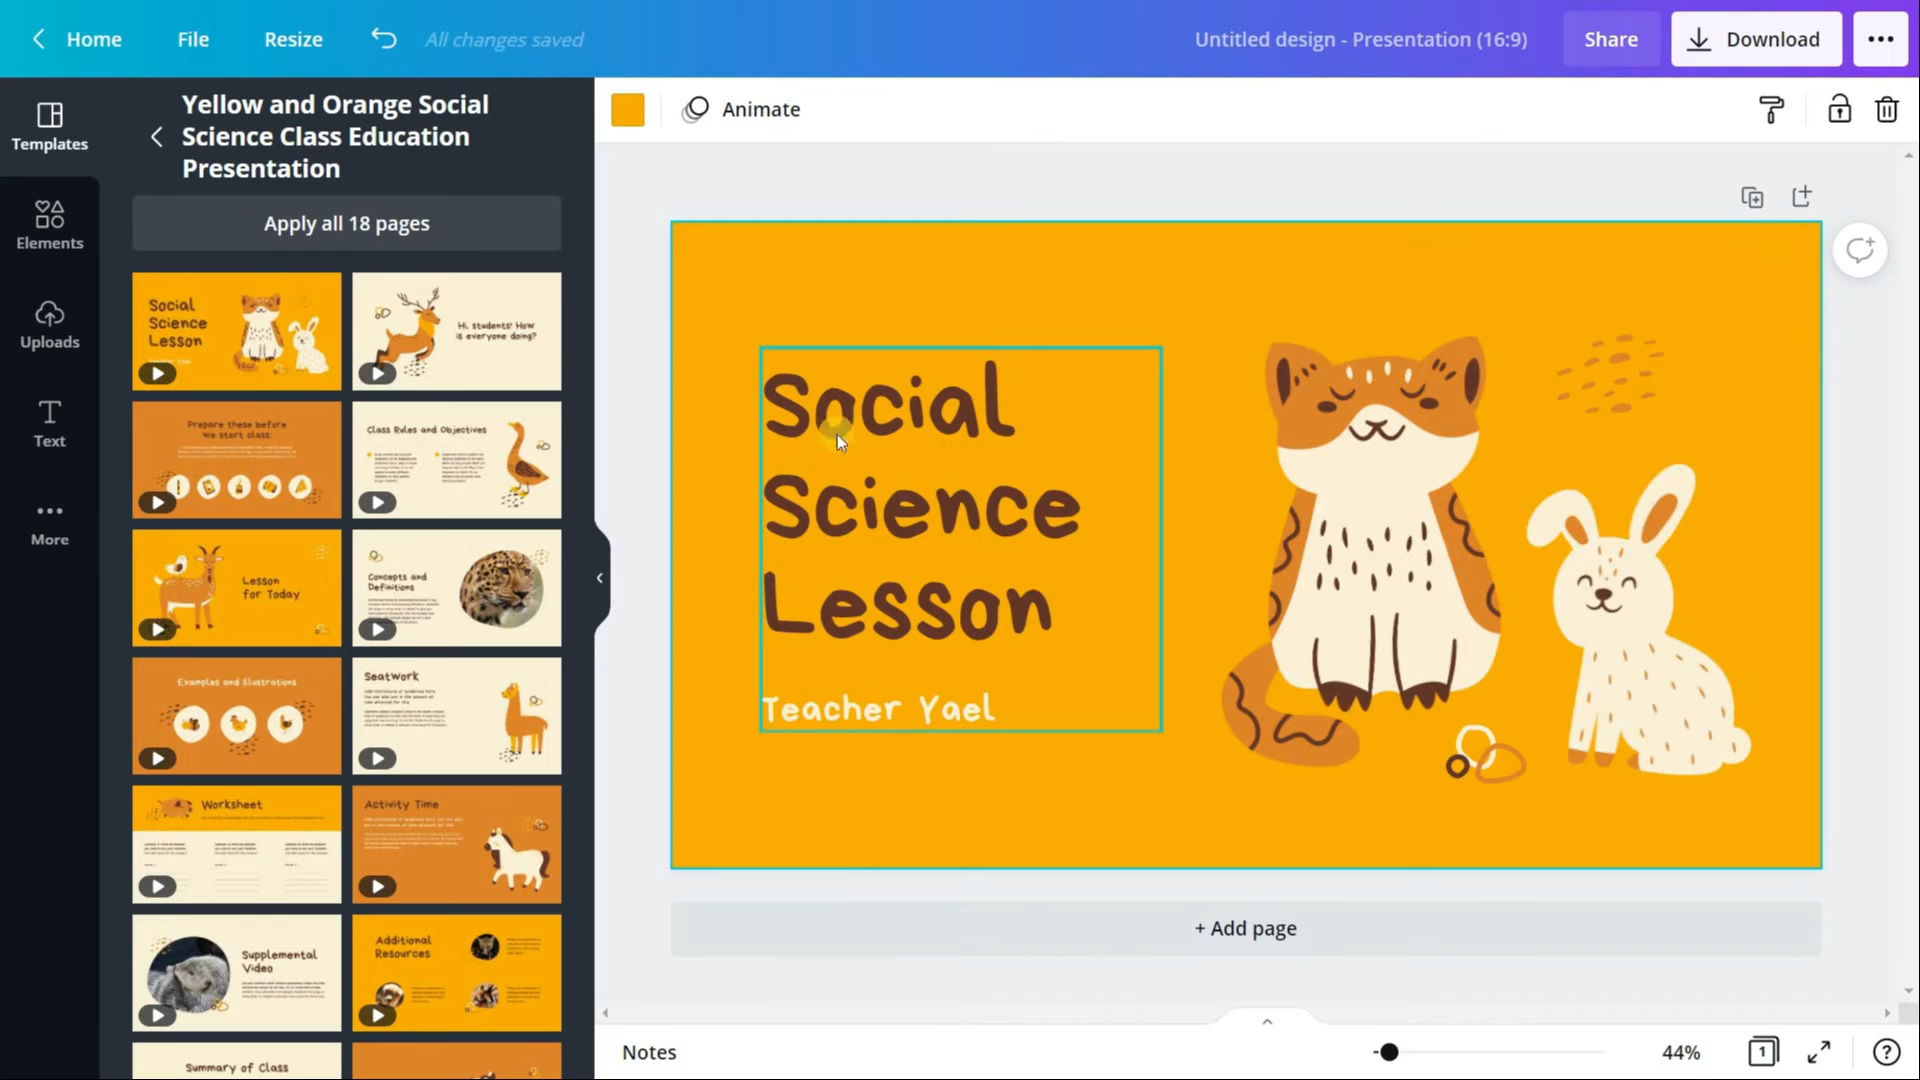 Home
File
Resize
All changes saved
Untitled design - Presentation (16:9)
Share
Download
Templates
Elements
Uploads
Text
More
Yellow and Orange Social
Science Class Education
Presentation
Apply all 18 pages
Social
Science
Lesson
Hi, students! How
is everyone doing?
Prepare these before
we start class:
Class Rules and Objectives
Lesson
for Today
Concepts and
Definitions
Examples and Illustrations
Seatwork
Worksheet
Activity Time
Supplemental
Video
Additional
Resources
Summary of Class
Animate
Social
Science
Lesson
Teacher Yael
+ Add page
Notes
44%
1